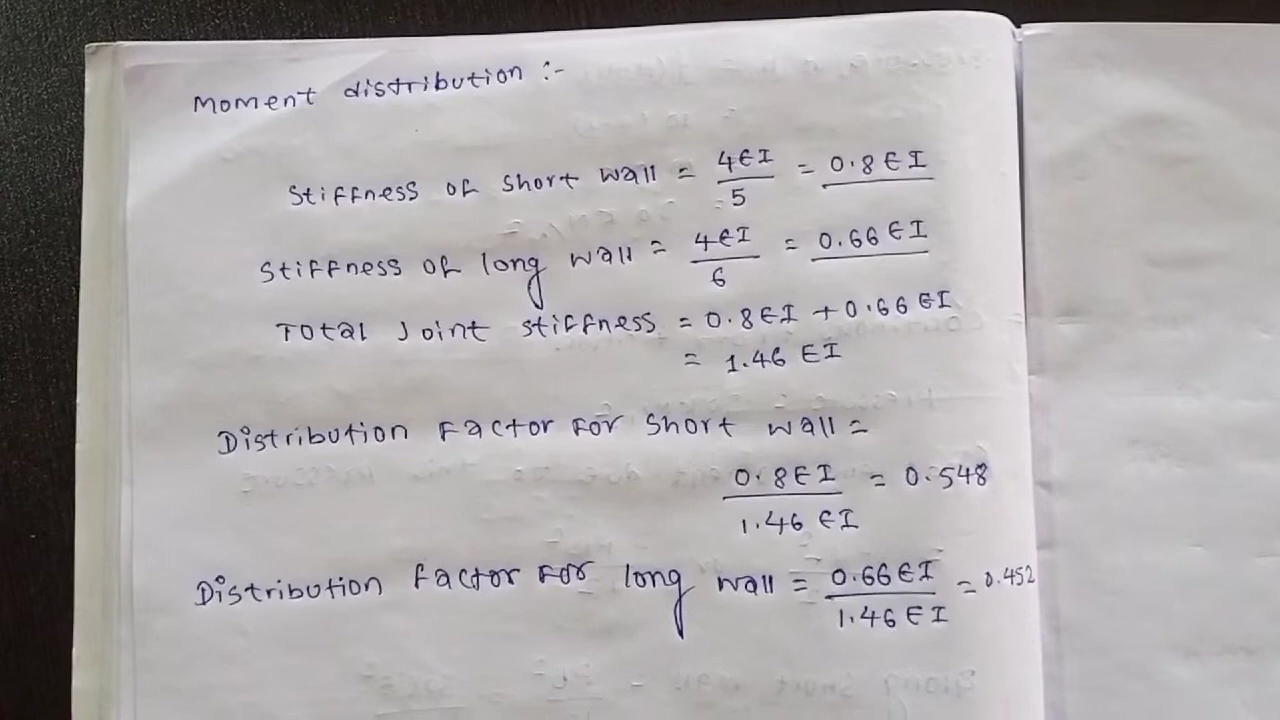 Moment distribution :-
Stiffness of short wall = 4EI/5 = 0.8EI
Stiffness of long wall = 4EI/6 = 0.66EI
Total Joint stiffness = 0.8EI + 0.66EI
= 1.46 EI
Distribution Factor For short wall =
0.8EI/1.46 EI = 0.548
Distribution factor For long wall = 0.66EI/1.46EI = 0.452